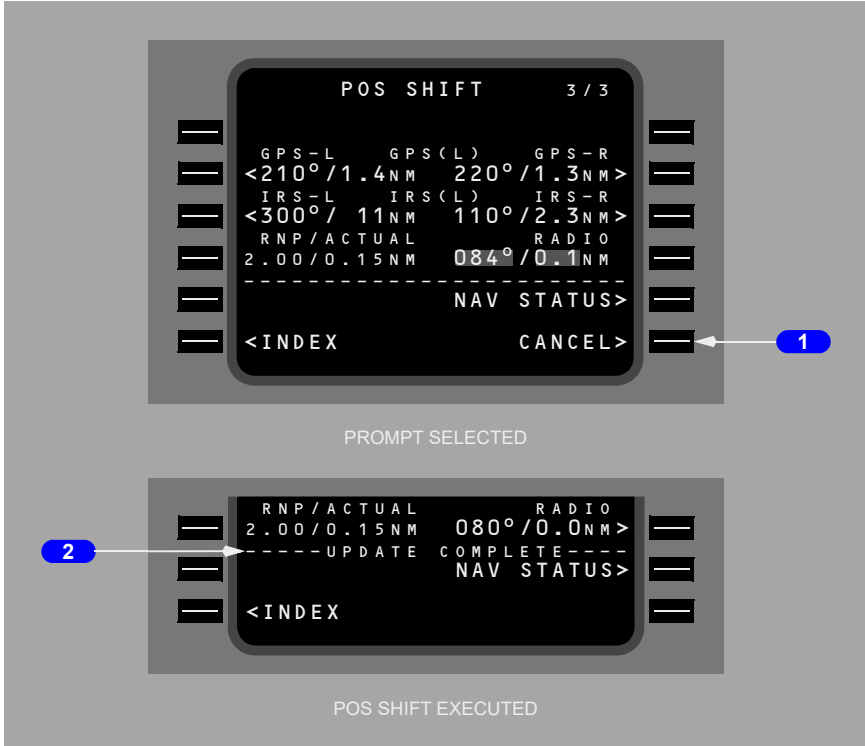 POS SHIFT 3/3
GPS-L GPS(L) GPS-R
<210°/1.4NM 220°/1.3NM>
IRS-L IRS(L) IRS-R
<300°/ 11NM 110°/2.3NM>
RNP/ACTUAL RADIO
2.00/0.15NM 084°/0.1NM
------------------------
NAV STATUS>
<INDEX CANCEL>
1
PROMPT SELECTED
RNP/ACTUAL RADIO
2.00/0.15NM 080°/0.0NM>
2
-----UPDATE COMPLETE----
NAV STATUS>
<INDEX
POS SHIFT EXECUTED